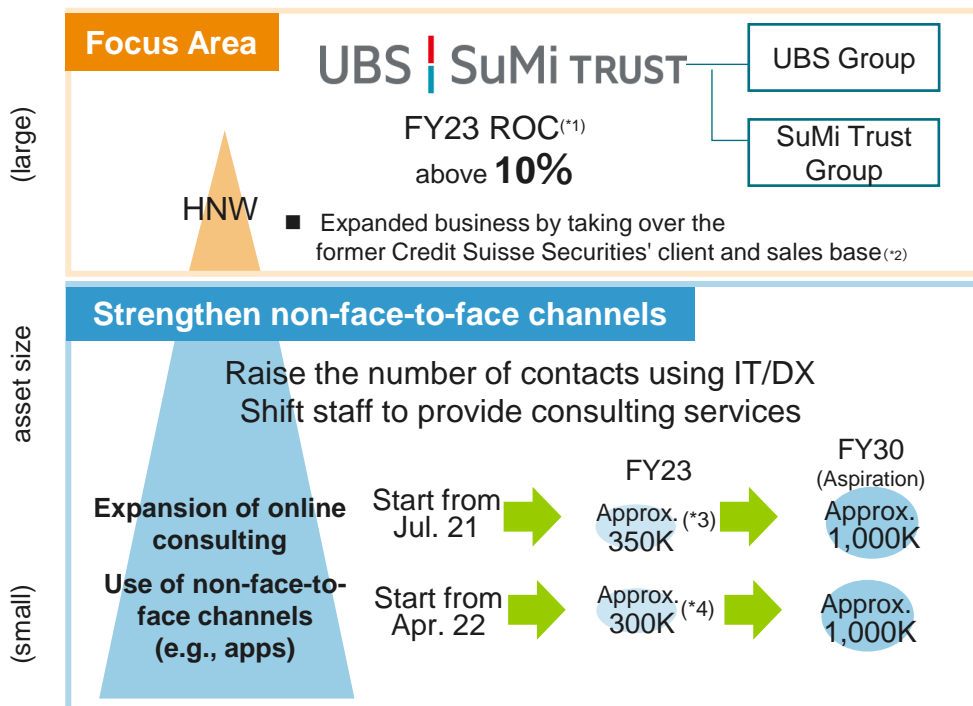 Focus Area
UBS SuMi TRUST
UBS Group
SuMi Trust
Group
FY23 ROC(*1)
above 10%
(large)
HNW
■ Expanded business by taking over the
former Credit Suisse Securities' client and sales base(*2)
Strengthen non-face-to-face channels
asset size
Raise the number of contacts using IT/DX
Shift staff to provide consulting services
FY23
FY30
(Aspiration)
Expansion of online
consulting
Start from
Jul. 21
Approx. (*3)
350K
Approx.
1,000K
Use of non-face-to-
face channels
(e.g., apps)
Start from
Apr. 22
Approx. (*4)
300K
Approx.
1,000K
(small)